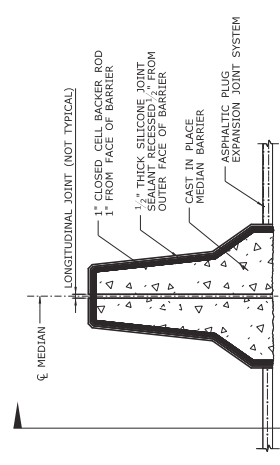 ℄ MEDIAN
LONGITUDINAL JOINT (NOT TYPICAL)
1" CLOSED CELL BACKER ROD
1" FROM FACE OF BARRIER
1/2" THICK SILICONE JOINT
SEALANT RECESSED 1/2" FROM
OUTER FACE OF BARRIER
CAST IN PLACE
MEDIAN BARRIER
ASPHALTIC PLUG
EXPANSION JOINT SYSTEM